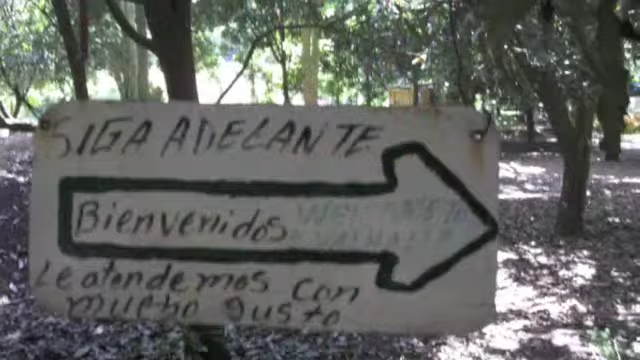 SIGA ADELANTE
Bienvenidos
Le atendemos con
mucho gusto